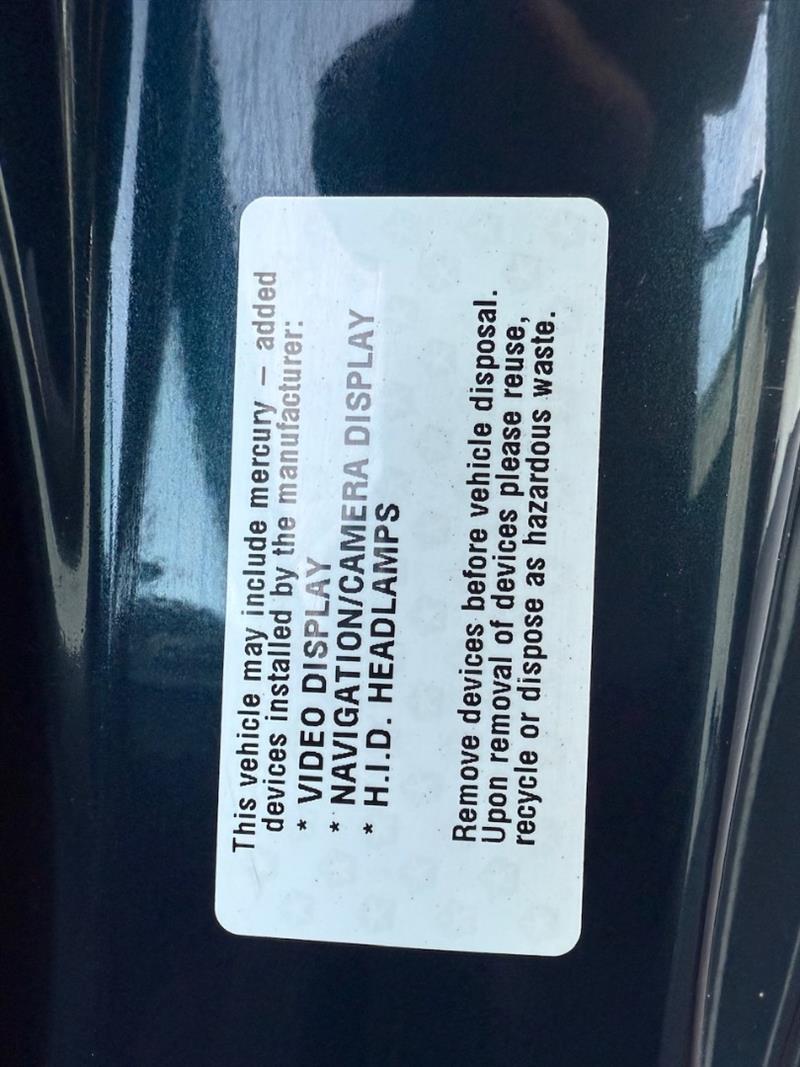 This vehicle may include mercury – added
devices installed by the manufacturer:
* VIDEO DISPLAY
* NAVIGATION/CAMERA DISPLAY
* H.I.D. HEADLAMPS
Remove devices before vehicle disposal.
Upon removal of devices please reuse,
recycle or dispose as hazardous waste.